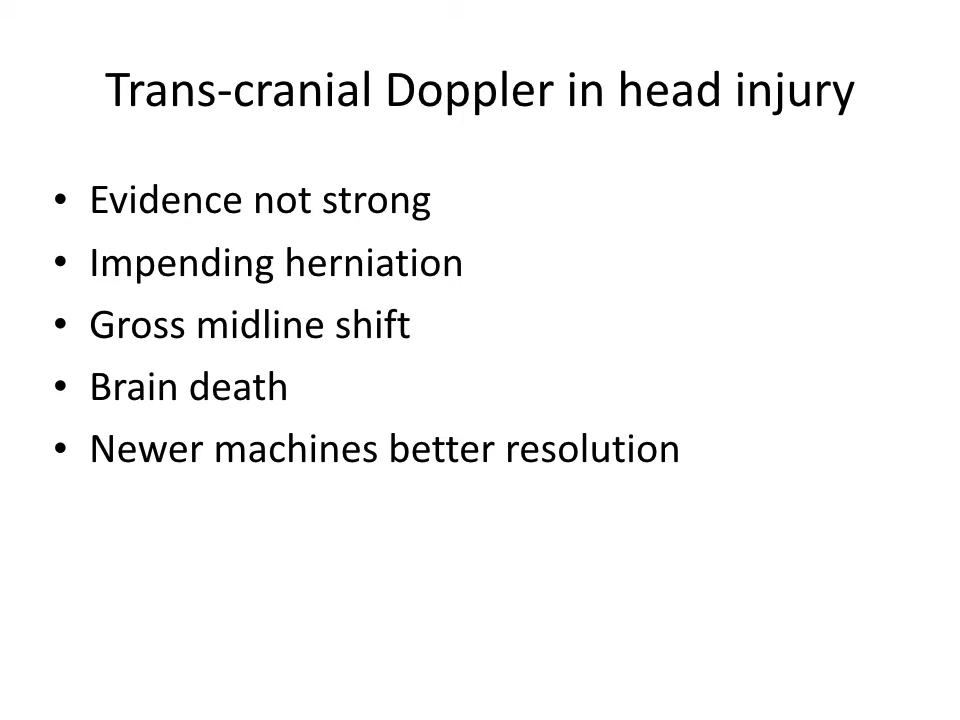 Trans-cranial Doppler in head injury
• Evidence not strong
• Impending herniation
• Gross midline shift
• Brain death
• Newer machines better resolution